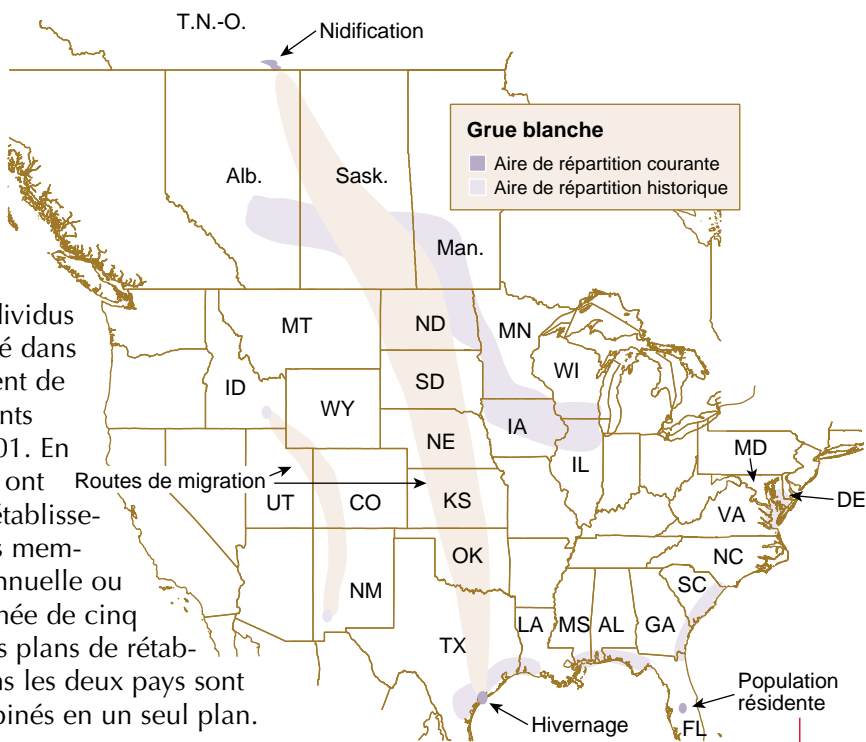 T.N.-O.
Nidification
Grue blanche
Aire de répartition courante
Aire de répartition historique
Alb.
Sask.
Man.
dividus
é dans
ent de
nts
01. En
ont
établisse-
s mem-
nnuelle ou
née de cinq
s plans de rétab-
ns les deux pays sont
binés en un seul plan.
MT
ND
MN
ID
SD
WI
WY
IA
NE
IL
MD
Routes de migration
UT
CO
KS
DE
VA
OK
NC
NM
SC
TX
LA
MS
AL
GA
Population
résidente
Hivernage
FL